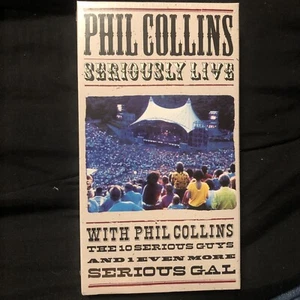 PHIL COLLINS
SERIOUSLY LIVE
WITH PHIL COLLINS
THE 10 SERIOUS GUYS
AND 1 EVEN MORE
SERIOUS GAL